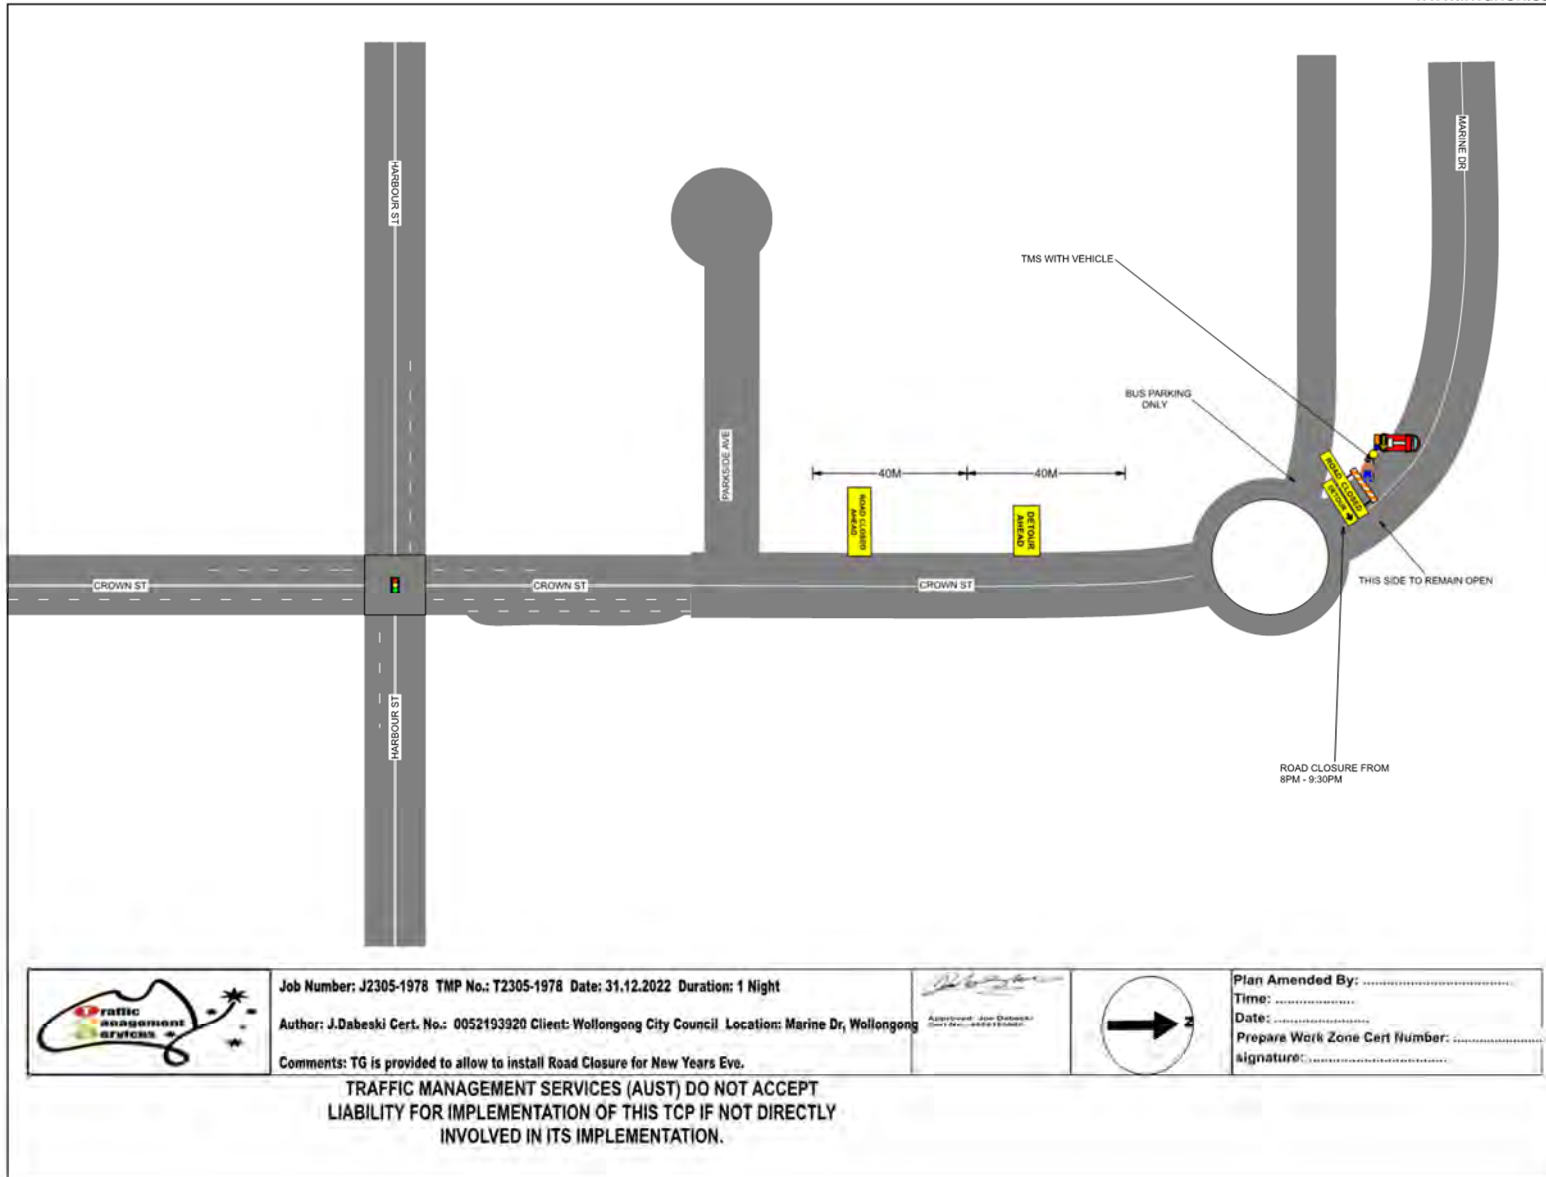 HARBOUR ST
MARINE DR
TMS WITH VEHICLE
BUS PARKING
ONLY
PARKSIDE AVE
40M
40M
ROAD CLOSED
AHEAD
DETOUR
AHEAD
ROAD CLOSED
DETOUR
CROWN ST
CROWN ST
CROWN ST
THIS SIDE TO REMAIN OPEN
HARBOUR ST
ROAD CLOSURE FROM
8PM - 9:30PM
Traffic
Management
Services
Job Number: J2305-1978 TMP No.: T2305-1978 Date: 31.12.2022 Duration: 1 Night
Author: J.Dabeski Cert. No.: 0052193920 Client: Wollongong City Council Location: Marine Dr, Wollongong
Comments: TG is provided to allow to install Road Closure for New Years Eve.
Approved: Joe Dabeski
N
Plan Amended By: ....................................
Time: ...................
Date: ......................
Prepare Work Zone Cert Number: ......................
signature: .................................
TRAFFIC MANAGEMENT SERVICES (AUST) DO NOT ACCEPT
LIABILITY FOR IMPLEMENTATION OF THIS TCP IF NOT DIRECTLY
INVOLVED IN ITS IMPLEMENTATION.